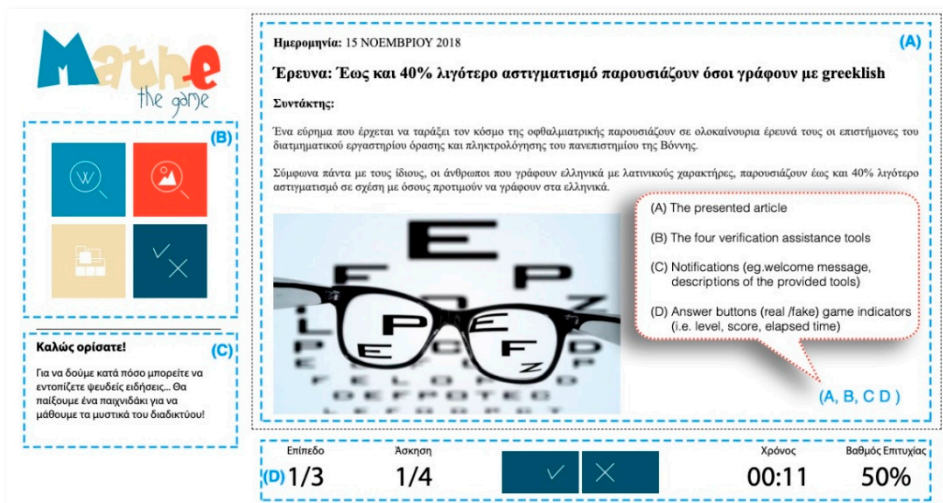 Mathe
the game
(B)
W
Καλώς ορίσατε!
(C)
Για να δούμε κατά πόσο μπορείτε να
εντοπίζετε ψευδείς ειδήσεις... Θα
παίξουμε ένα παιχνιδάκι για να
μάθουμε τα μυστικά του διαδικτύου!
Ημερομηνία: 15 ΝΟΕΜΒΡΙΟΥ 2018
(A)
Έρευνα: Έως και 40% λιγότερο αστιγματισμό παρουσιάζουν όσοι γράφουν με greeklish
Συντάκτης:
Ένα εύρημα που έρχεται να ταράξει τον κόσμο της οφθαλμιατρικής παρουσιάζουν σε ολοκαίνουρια έρευνά τους οι επιστήμονες του
διατμηματικού εργαστηρίου όρασης και πληκτρολόγησης του πανεπιστημίου της Βόννης.
Σύμφωνα πάντα με τους ίδιους, οι άνθρωποι που γράφουν ελληνικά με λατινικούς χαρακτήρες, παρουσιάζουν έως και 40% λιγότερο
αστιγματισμό σε σχέση με όσους προτιμούν να γράφουν στα ελληνικά.
E
F P
P E F
E F Z
(A) The presented article
(B) The four verification assistance tools
(C) Notifications (eg.welcome message,
descriptions of the provided tools)
(D) Answer buttons (real /fake) game indicators
(i.e. level, score, elapsed time)
(A, B, C D )
(D)
Επίπεδο
1/3
Άσκηση
1/4
Χρόνος
00:11
Βαθμός Επιτυχίας
50%